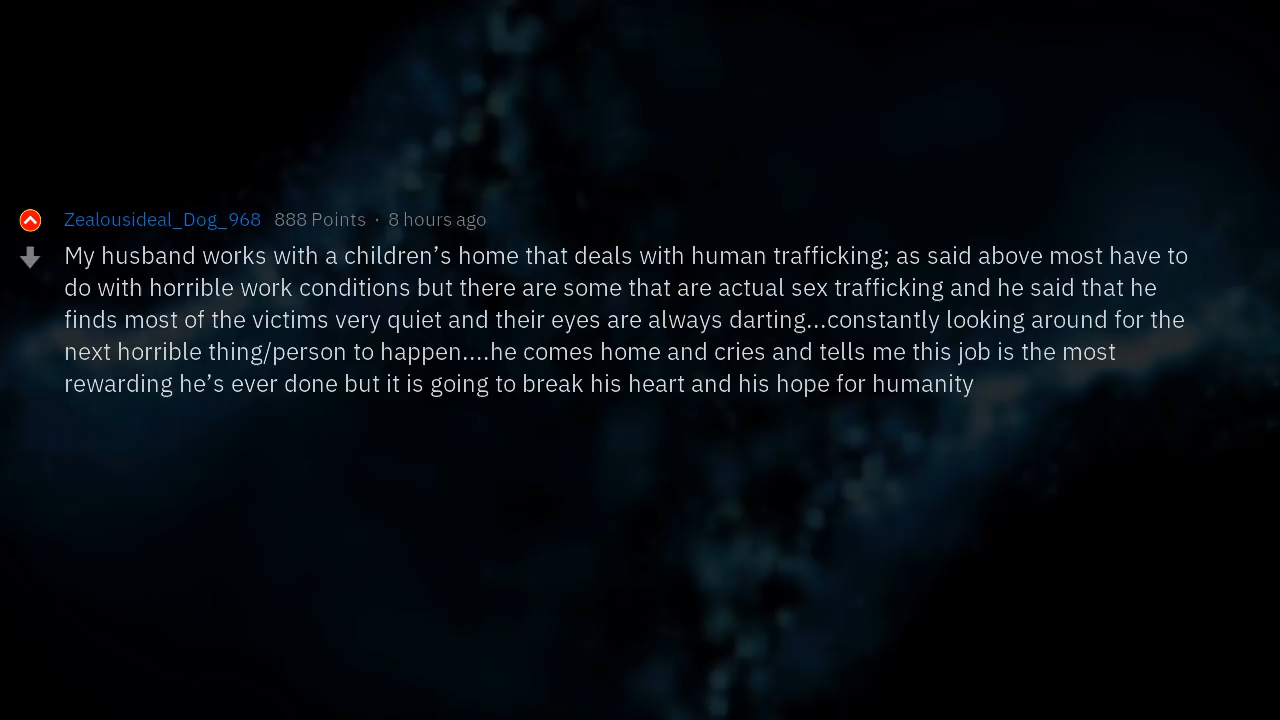 Zealousideal_Dog_968 888 Points · 8 hours ago
My husband works with a children’s home that deals with human trafficking; as said above most have to
do with horrible work conditions but there are some that are actual sex trafficking and he said that he
finds most of the victims very quiet and their eyes are always darting...constantly looking around for the
next horrible thing/person to happen....he comes home and cries and tells me this job is the most
rewarding he’s ever done but it is going to break his heart and his hope for humanity